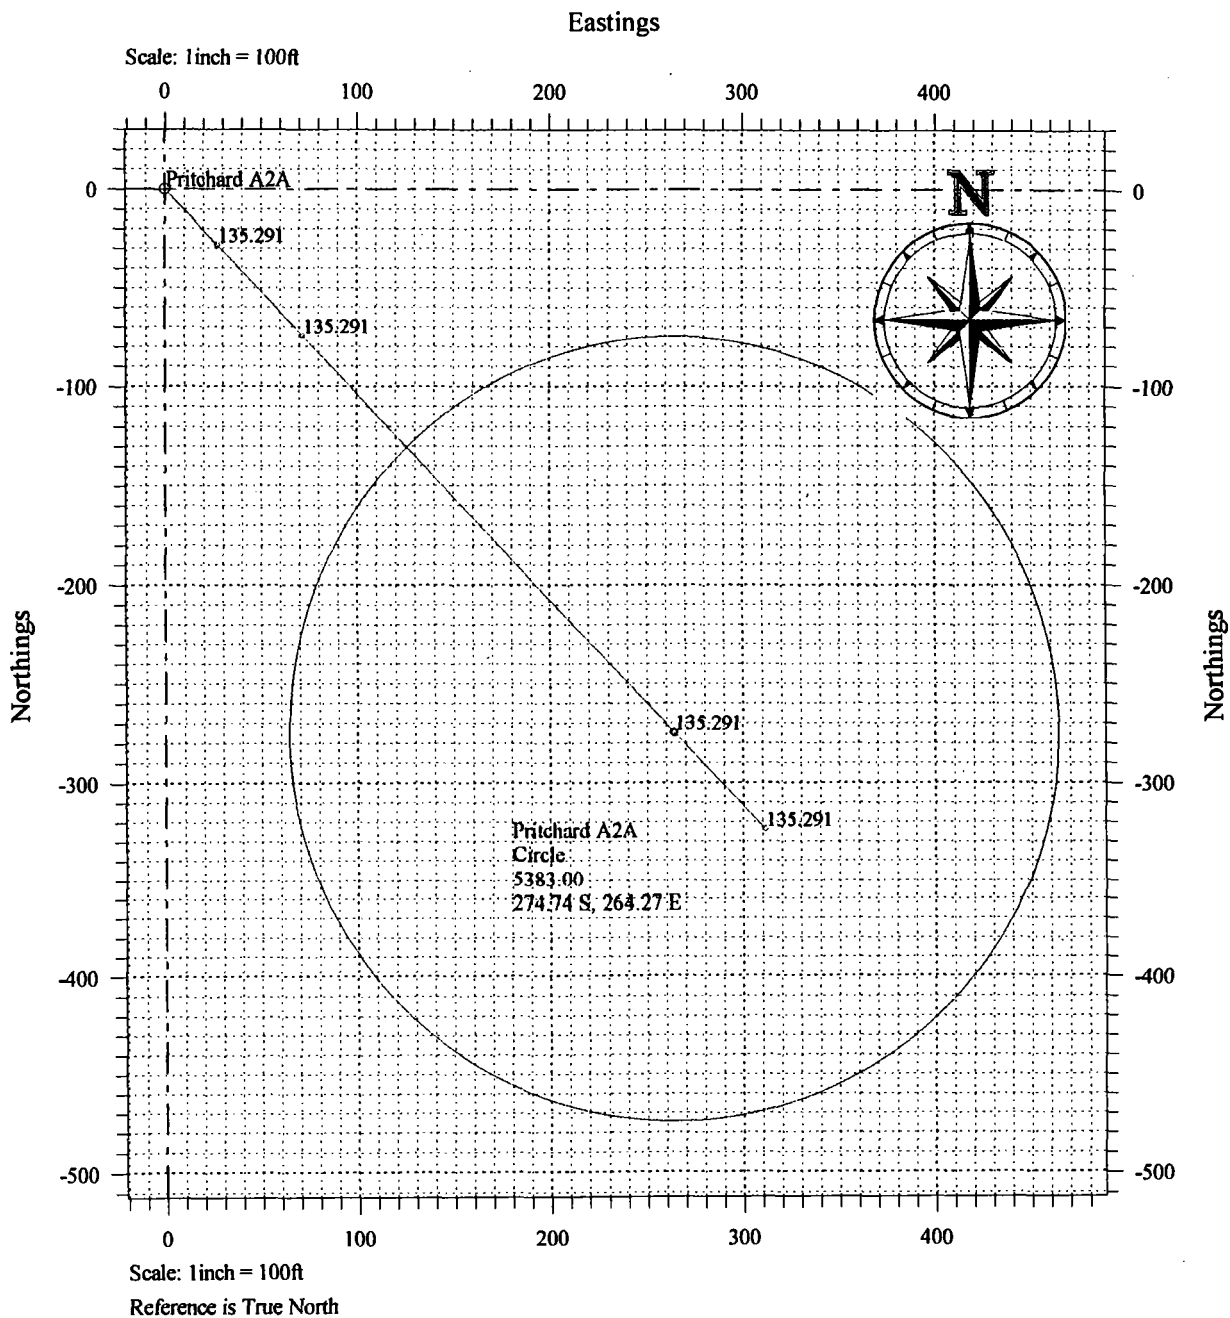 Eastings
Scale: 1inch = 100ft
0 100 200 300 400
Pritchard A2A
0 0
N
135.291
135.291
-100 -100
-200 -200
Northings Northings
135.291
-300 -300
135.291
Pritchard A2A
Circle
5383.00
274.74 S, 264.27 E
-400 -400
-500 -500
0 100 200 300 400
Scale: 1inch = 100ft
Reference is True North